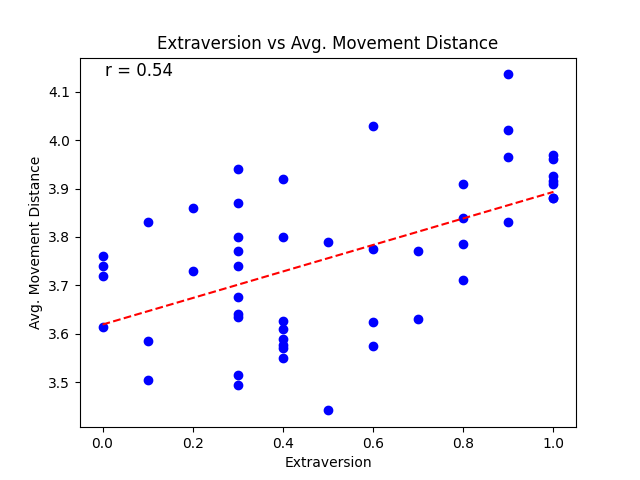 Extraversion vs Avg. Movement Distance
r = 0.54
Avg. Movement Distance
4.1
4.0
3.9
3.8
3.7
3.6
3.5
0.0 0.2 0.4 0.6 0.8 1.0
Extraversion